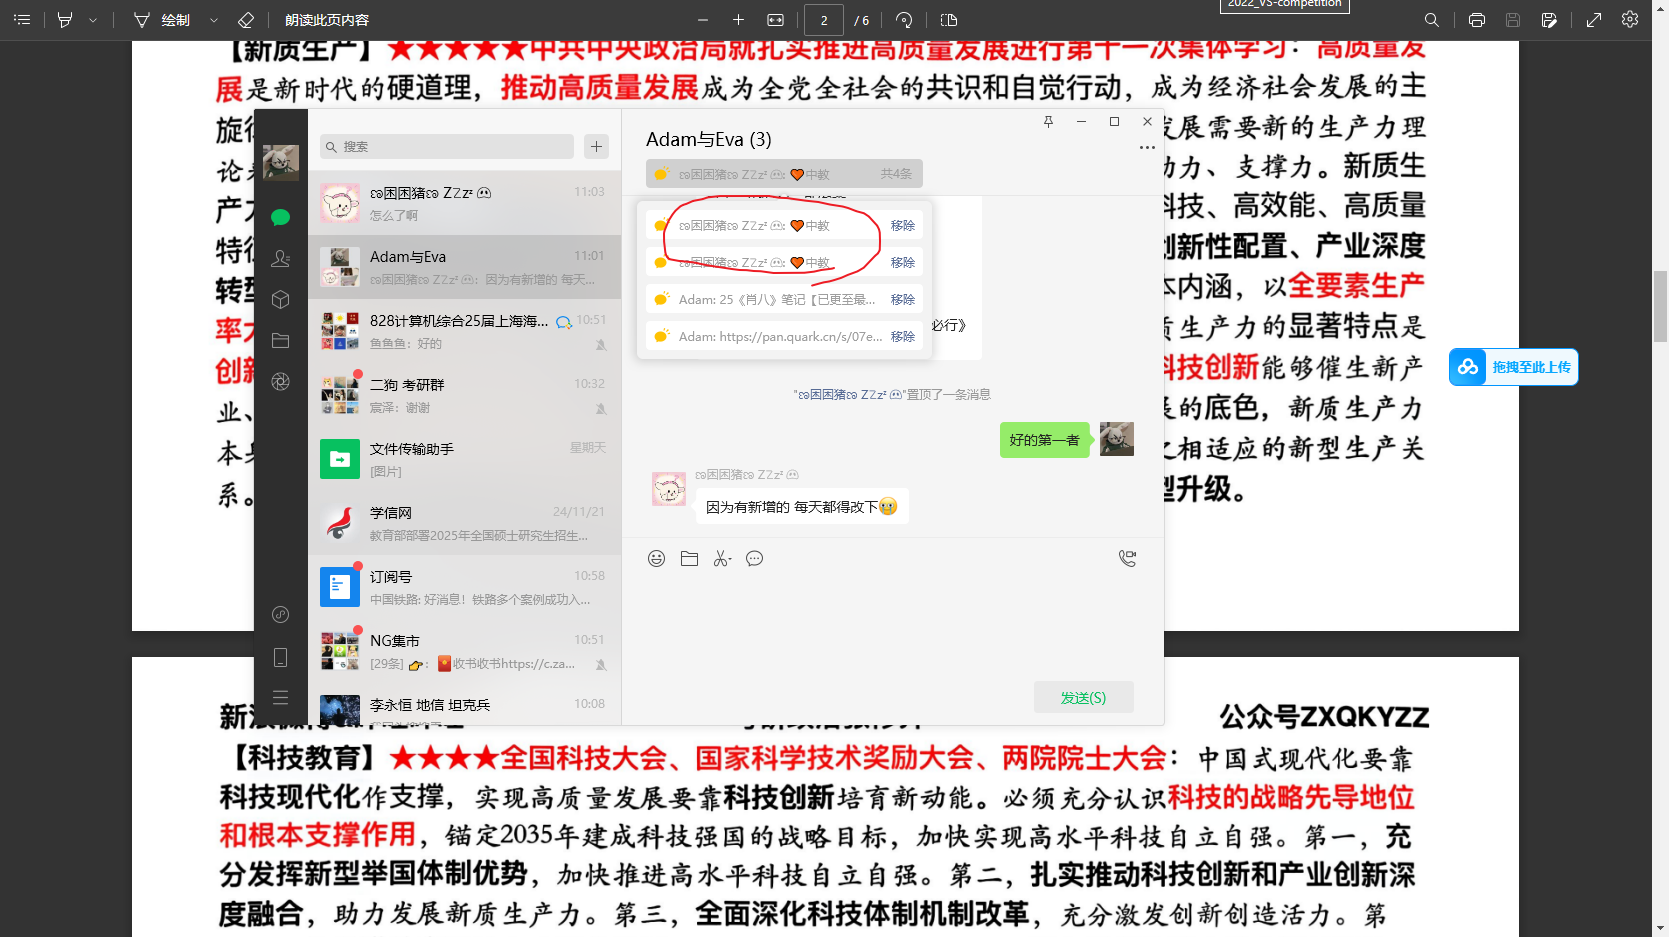 绘制
朗读此页内容
2
/ 6
2022_VS-competition
【新质生产】★★★★★中共中央政治局就扎实推进高质量发展进行第十一次集体学习：高质量发
展是新时代的硬道理，推动高质量发展成为全党全社会的共识和自觉行动，成为经济社会发展的主
旋律
发展需要新的生产力理
论
动力、支撑力。新质生
产力
科技、高效能、高质量
特征
创新性配置、产业深度
转型
本内涵，以全要素生产
率大
质生产力的显著特点是
创新
科技创新能够催生新产
业、
展的底色，新质生产力
本身
之相适应的新型生产关
系。
型升级。
拖拽至此上传
搜索
ꦿ困困猪ꦿ ZZzᶻ
11:03
怎么了啊
Adam与Eva
11:01
困困猪 ZZzᶻ：因为有新增的 每天...
828计算机综合25届上海海...
10:51
鱼鱼鱼：好的
二狗 考研群
10:32
宸泽：谢谢
文件传输助手
星期天
[图片]
学信网
24/11/21
教育部部署2025年全国硕士研究生招生...
订阅号
10:58
中国铁路: 好消息！铁路多个案例成功入...
NG集市
10:51
[29条] 👉：🧧收书收书https://c.za...
李永恒 地信 坦克兵
10:08
Adam与Eva (3)
困困猪 ZZzᶻ: 🧡中教
共4条
困困猪 ZZzᶻ: 🧡中教
移除
困困猪 ZZzᶻ: 🧡中教
移除
Adam: 25《肖八》笔记【已更至最...
移除
Adam: https://pan.quark.cn/s/07e...
移除
必行》
"困困猪 ZZzᶻ"置顶了一条消息
好的第一者
困困猪 ZZzᶻ
因为有新增的 每天都得改下😢
发送(S)
公众号ZXQKYZZ
【科技教育】★★★★全国科技大会、国家科学技术奖励大会、两院院士大会：中国式现代化要靠
科技现代化作支撑，实现高质量发展要靠科技创新培育新动能。必须充分认识科技的战略先导地位
和根本支撑作用，锚定2035年建成科技强国的战略目标，加快实现高水平科技自立自强。第一，充
分发挥新型举国体制优势，加快推进高水平科技自立自强。第二，扎实推动科技创新和产业创新深
度融合，助力发展新质生产力。第三，全面深化科技体制机制改革，充分激发创新创造活力。第